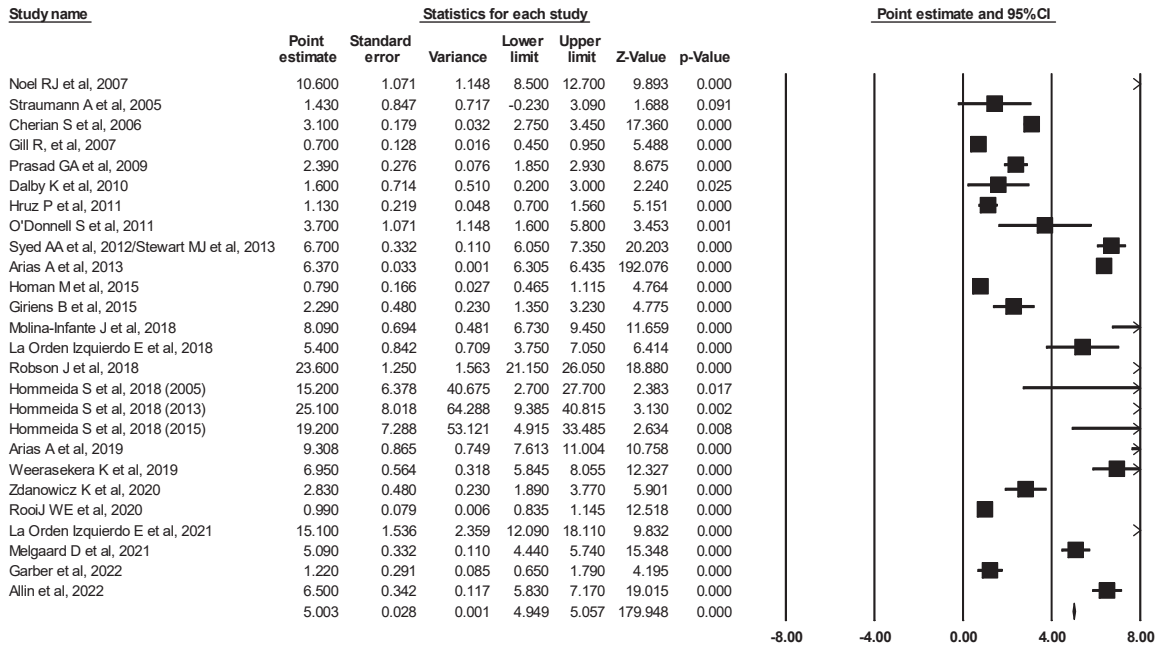 Study name Statistics for each study Point estimate and 95%CI
Point Standard Lower Upper
estimate error Variance limit limit Z-Value p-Value
Noel RJ et al, 2007 10.600 1.071 1.148 8.500 12.700 9.893 0.000
Straumann A et al, 2005 1.430 0.847 0.717 -0.230 3.090 1.688 0.091
Cherian S et al, 2006 3.100 0.179 0.032 2.750 3.450 17.360 0.000
Gill R, et al, 2007 0.700 0.128 0.016 0.450 0.950 5.488 0.000
Prasad GA et al, 2009 2.390 0.276 0.076 1.850 2.930 8.675 0.000
Dalby K et al, 2010 1.600 0.714 0.510 0.200 3.000 2.240 0.025
Hruz P et al, 2011 1.130 0.219 0.048 0.700 1.560 5.151 0.000
O'Donnell S et al, 2011 3.700 1.071 1.148 1.600 5.800 3.453 0.001
Syed AA et al, 2012/Stewart MJ et al, 2013 6.700 0.332 0.110 6.050 7.350 20.203 0.000
Arias A et al, 2013 6.370 0.033 0.001 6.305 6.435 192.076 0.000
Homan M et al, 2015 0.790 0.166 0.027 0.465 1.115 4.764 0.000
Giriens B et al, 2015 2.290 0.480 0.230 1.350 3.230 4.775 0.000
Molina-Infante J et al, 2018 8.090 0.694 0.481 6.730 9.450 11.659 0.000
La Orden Izquierdo E et al, 2018 5.400 0.842 0.709 3.750 7.050 6.414 0.000
Robson J et al, 2018 23.600 1.250 1.563 21.150 26.050 18.880 0.000
Hommeida S et al, 2018 (2005) 15.200 6.378 40.675 2.700 27.700 2.383 0.017
Hommeida S et al, 2018 (2013) 25.100 8.018 64.288 9.385 40.815 3.130 0.002
Hommeida S et al, 2018 (2015) 19.200 7.288 53.121 4.915 33.485 2.634 0.008
Arias A et al, 2019 9.308 0.865 0.749 7.613 11.004 10.758 0.000
Weerasekera K et al, 2019 6.950 0.564 0.318 5.845 8.055 12.327 0.000
Zdanowicz K et al, 2020 2.830 0.480 0.230 1.890 3.770 5.901 0.000
RooiJ WE et al, 2020 0.990 0.079 0.006 0.835 1.145 12.518 0.000
La Orden Izquierdo E et al, 2021 15.100 1.536 2.359 12.090 18.110 9.832 0.000
Melgaard D et al, 2021 5.090 0.332 0.110 4.440 5.740 15.348 0.000
Garber et al, 2022 1.220 0.291 0.085 0.650 1.790 4.195 0.000
Allin et al, 2022 6.500 0.342 0.117 5.830 7.170 19.015 0.000
5.003 0.028 0.001 4.949 5.057 179.948 0.000
-8.00 -4.00 0.00 4.00 8.00